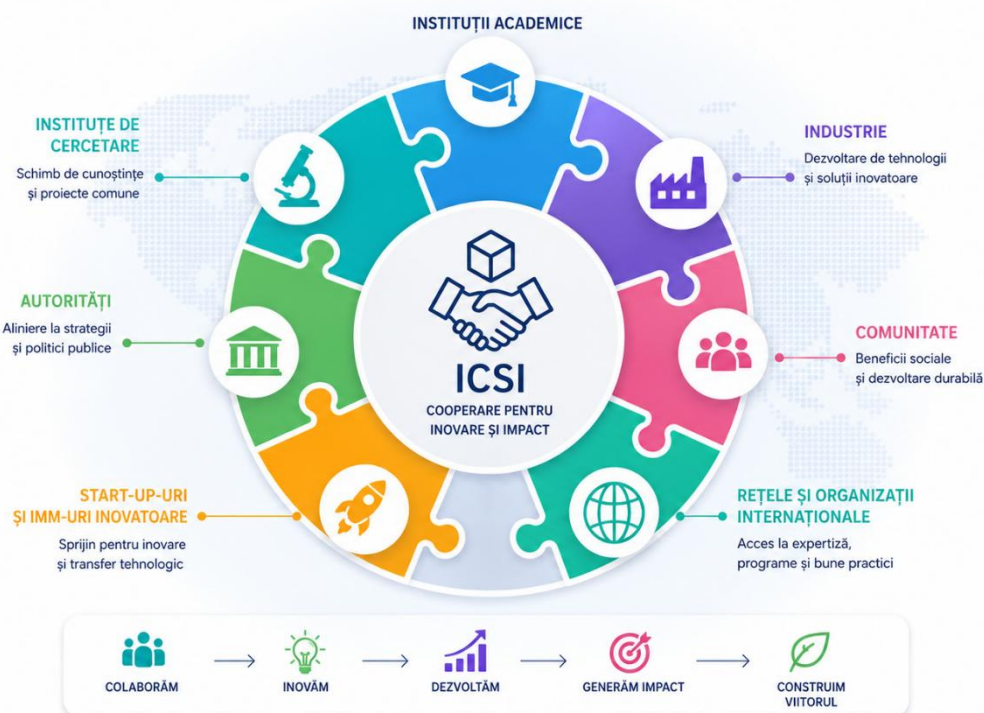 INSTITUȚII ACADEMICE
INSTITUȚE DE
CERCETARE
Schimb de cunoștințe
și proiecte comune
INDUSTRIE
Dezvoltare de tehnologii
și soluții inovatoare
AUTORITĂȚI
Aliniere la strategii
și politici publice
COMUNITATE
Beneficii sociale
și dezvoltare durabilă
ICSI
COOPERARE PENTRU
INOVARE ȘI IMPACT
START-UP-URI
ȘI IMM-URI INOVATOARE
Sprijin pentru inovare
și transfer tehnologic
REȚELE ȘI ORGANIZAȚII
INTERNAȚIONALE
Acces la expertiză,
programe și bune practici
COLABORĂM
INOVĂM
DEZVOLTĂM
GENERĂM IMPACT
CONSTRUIM
VIITORUL